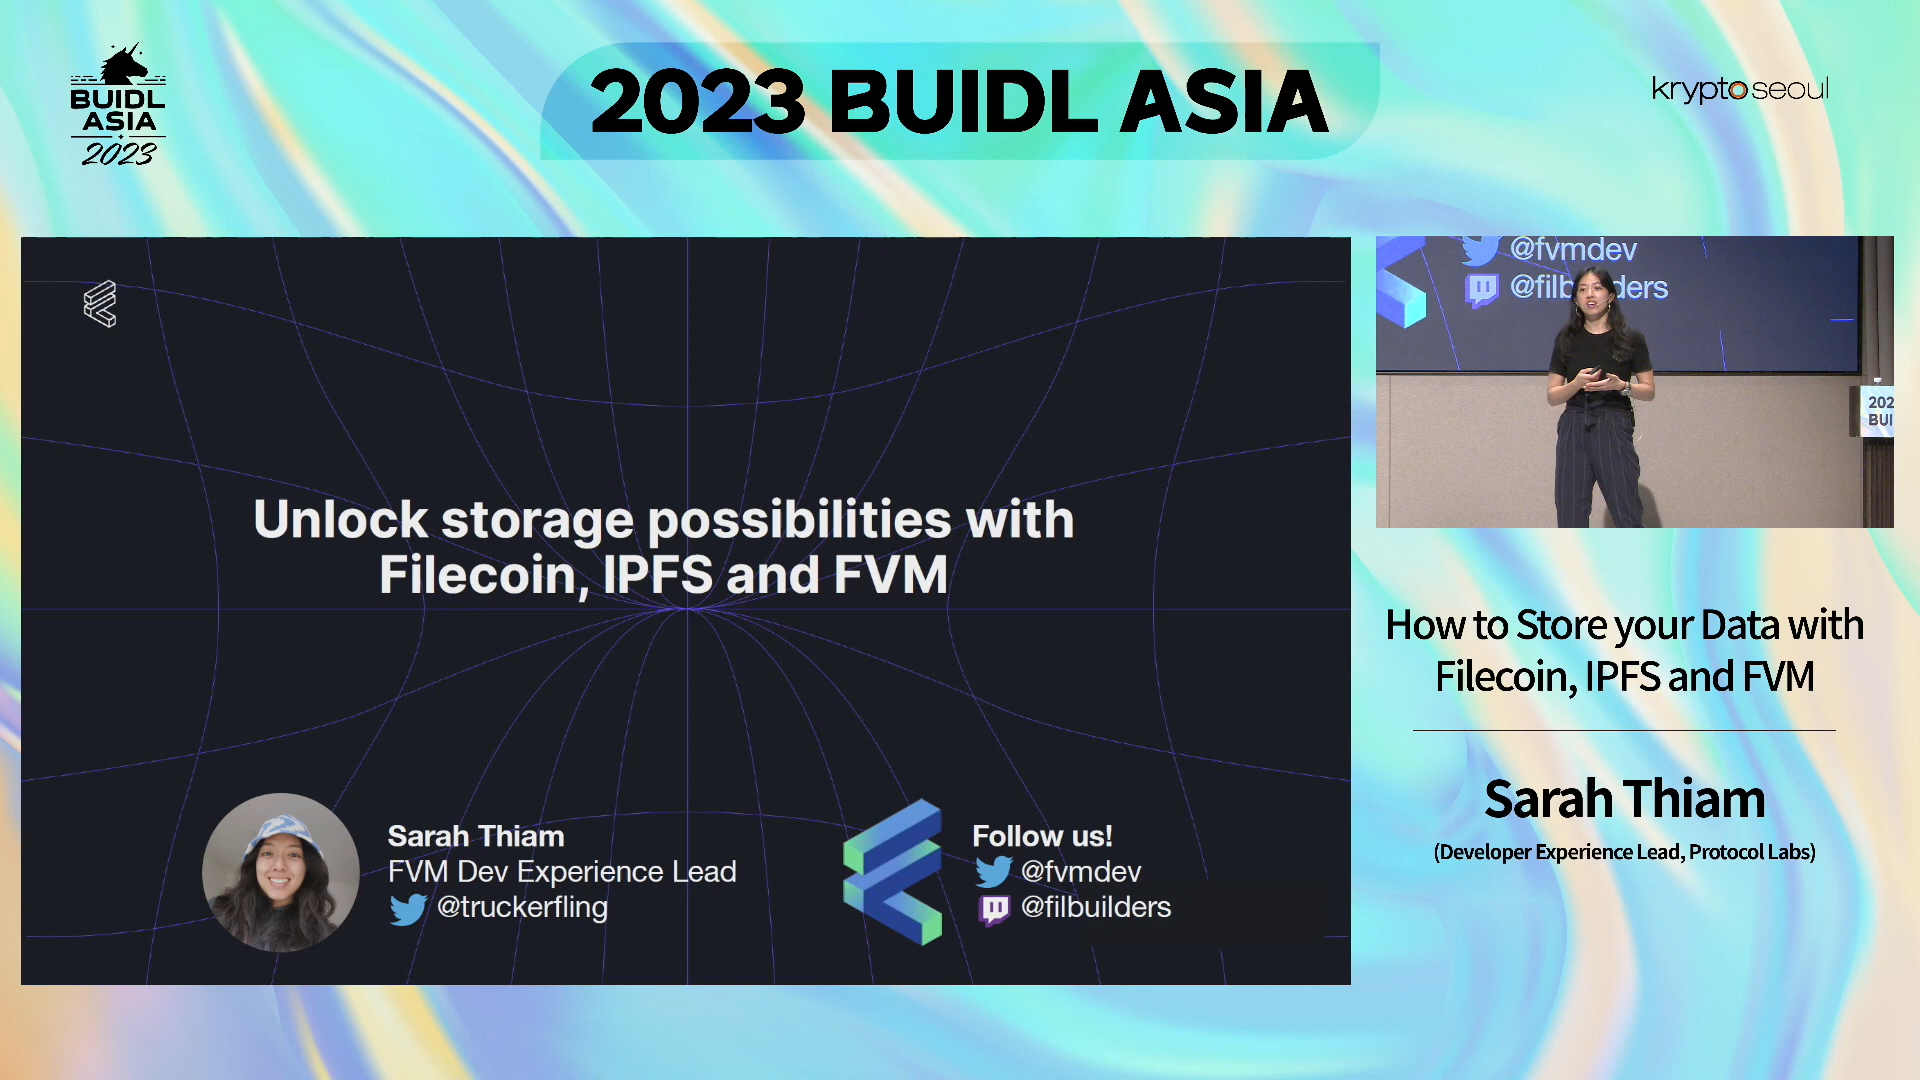 BUIDL
ASIA
2023
2023 BUIDL ASIA
kryptoseoul
Unlock storage possibilities with
Filecoin, IPFS and FVM
Sarah Thiam
FVM Dev Experience Lead
@truckerfling
Follow us!
@fvmdev
@filbuilders
@fvmdev
@filb ders
202
BUI
How to Store your Data with
Filecoin, IPFS and FVM
Sarah Thiam
(Developer Experience Lead, Protocol Labs)